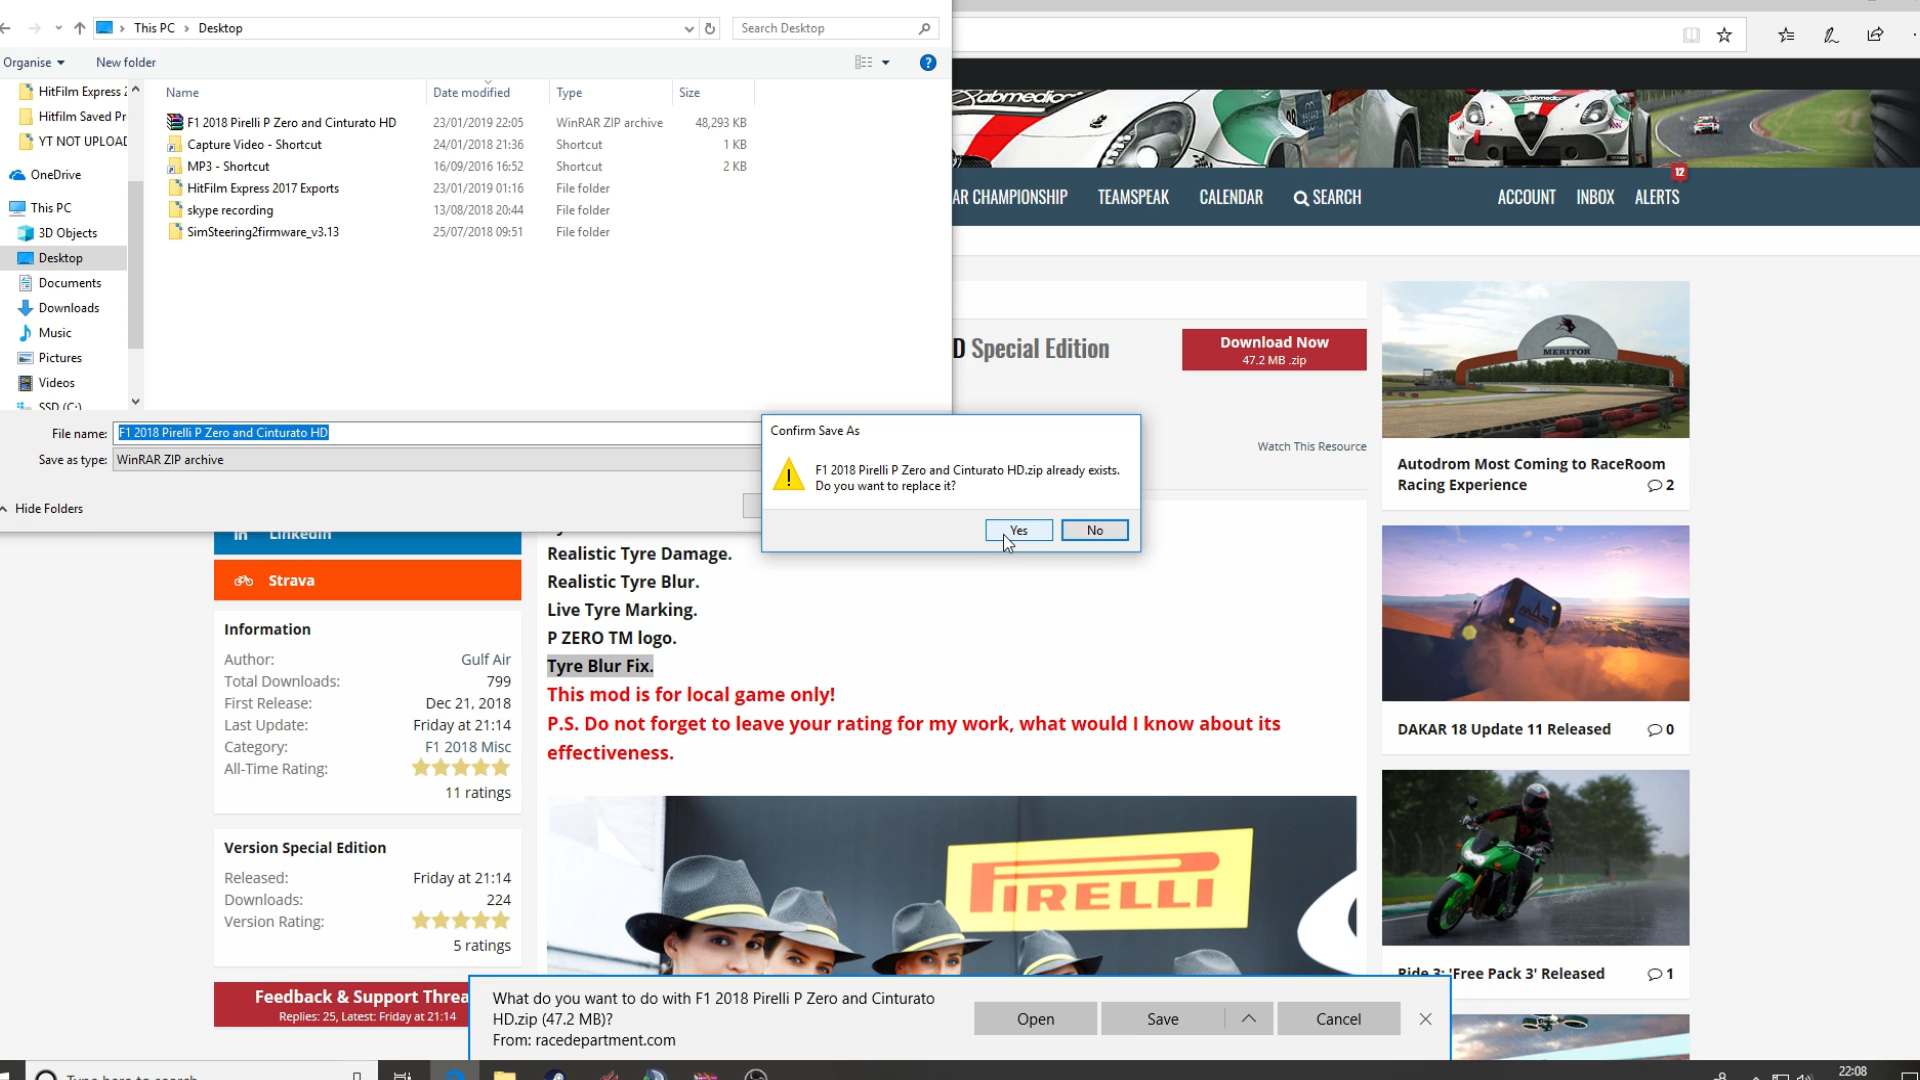 This PC > Desktop
Search Desktop
Organise
New folder
Name
Date modified
Type
Size
F1 2018 Pirelli P Zero and Cinturato HD 23/01/2019 22:05 WinRAR ZIP archive 48,293 KB
Capture Video - Shortcut 24/01/2018 21:36 Shortcut 1 KB
MP3 - Shortcut 16/09/2016 16:52 Shortcut 2 KB
HitFilm Express 2017 Exports 23/01/2019 01:16 File folder
skype recording 13/08/2018 20:44 File folder
SimSteering2firmware_v3.13 25/07/2018 09:51 File folder
HitFilm Express 2
Hitfilm Saved Pr
YT NOT UPLOAD
OneDrive
This PC
3D Objects
Desktop
Documents
Downloads
Music
Pictures
Videos
SSD (C:)
File name: F1 2018 Pirelli P Zero and Cinturato HD
Save as type: WinRAR ZIP archive
Hide Folders
Confirm Save As
F1 2018 Pirelli P Zero and Cinturato HD.zip already exists.
Do you want to replace it?
Yes
No
AR CHAMPIONSHIP
TEAMSPEAK
CALENDAR
SEARCH
ACCOUNT
INBOX
ALERTS
12
D Special Edition
Download Now
47.2 MB .zip
Watch This Resource
LinkedIn
Strava
Information
Author: Gulf Air
Total Downloads: 799
First Release: Dec 21, 2018
Last Update: Friday at 21:14
Category: F1 2018 Misc
All-Time Rating:
11 ratings
Version Special Edition
Released: Friday at 21:14
Downloads: 224
Version Rating:
5 ratings
Feedback & Support Threa
Replies: 25, Latest: Friday at 21:14
Realistic Tyre Damage.
Realistic Tyre Blur.
Live Tyre Marking.
P ZERO TM logo.
Tyre Blur Fix.
This mod is for local game only!
P.S. Do not forget to leave your rating for my work, what would I know about its
effectiveness.
PIRELLI
MERITOR
Autodrom Most Coming to RaceRoom
Racing Experience 2
DAKAR 18 Update 11 Released 0
Ride 3: 'Free Pack 3' Released 1
What do you want to do with F1 2018 Pirelli P Zero and Cinturato
HD.zip (47.2 MB)?
From: racedepartment.com
Open
Save
Cancel
Type here to search
22:08